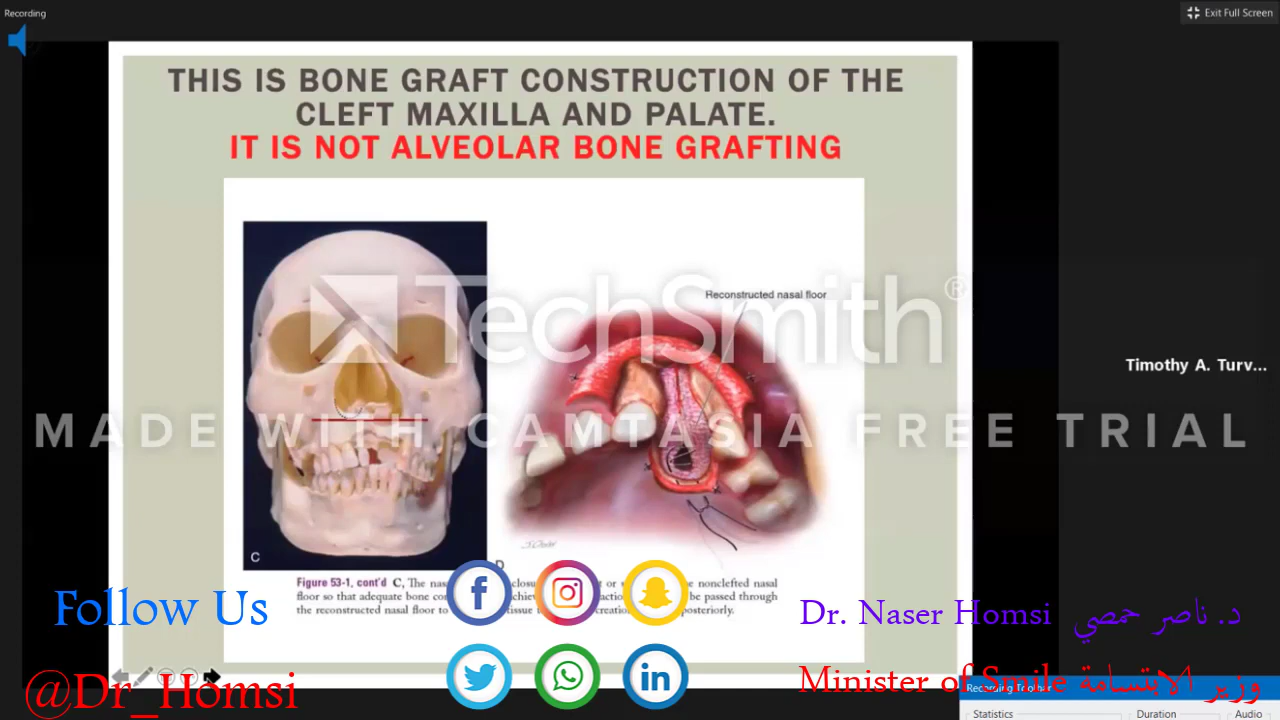 Recording
Exit Full Screen
THIS IS BONE GRAFT CONSTRUCTION OF THE
CLEFT MAXILLA AND PALATE.
IT IS NOT ALVEOLAR BONE GRAFTING
TechSmith®
Reconstructed nasal floor
Timothy A. Turv...
MADE WITH CAMTASIA FREE TRIAL
C
D
Figure 53-1, cont'd C, The or nonclefted nasal
floor so that adequate bone be passed through
the reconstructed nasal floor to posteriorly.
Follow Us
Dr. Naser Homsi د. ناصر حمصي
@Dr_Homsi
Minister of Smile وزير الابتسامة
Recording Toolbar
Statistics
Duration
Audio